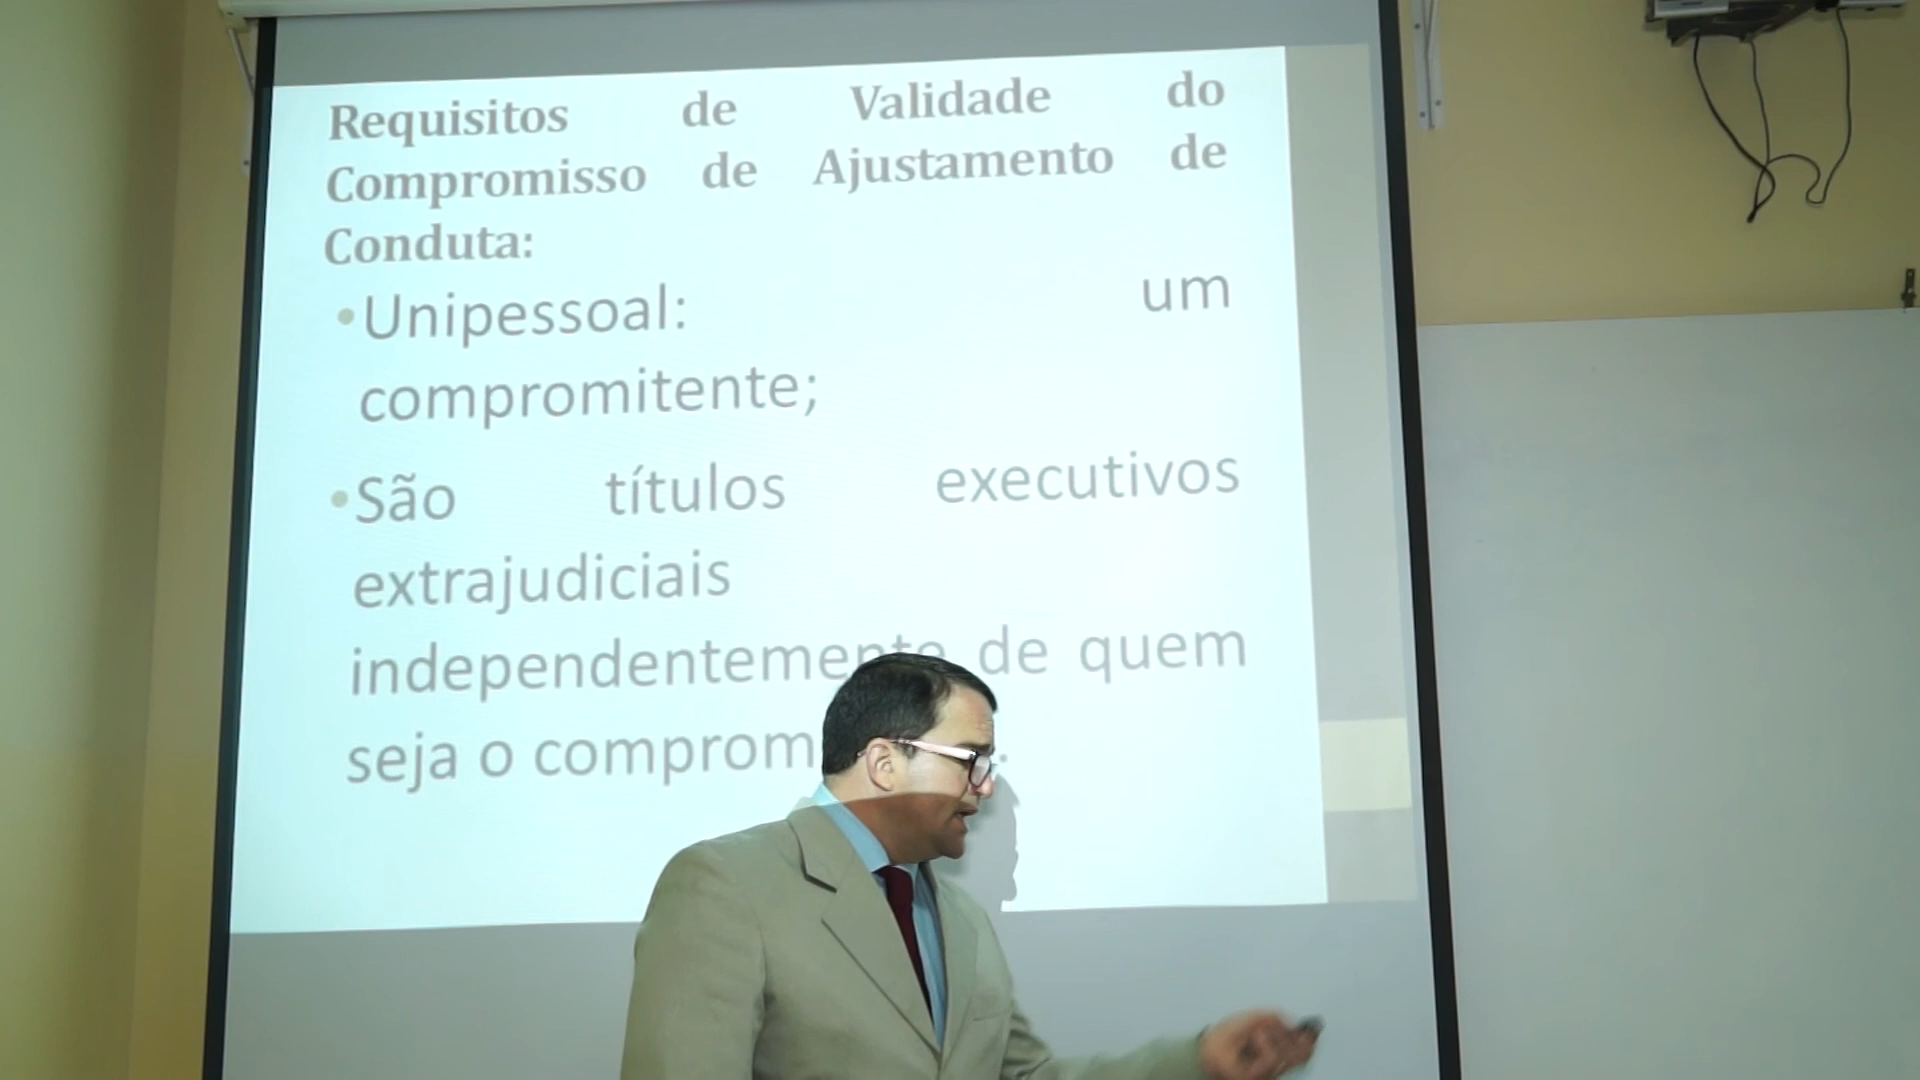 Requisitos de Validade do
Compromisso de Ajustamento de
Conduta:
•Unipessoal: um
compromitente;
•São títulos executivos
extrajudiciais
independentemente de quem
seja o